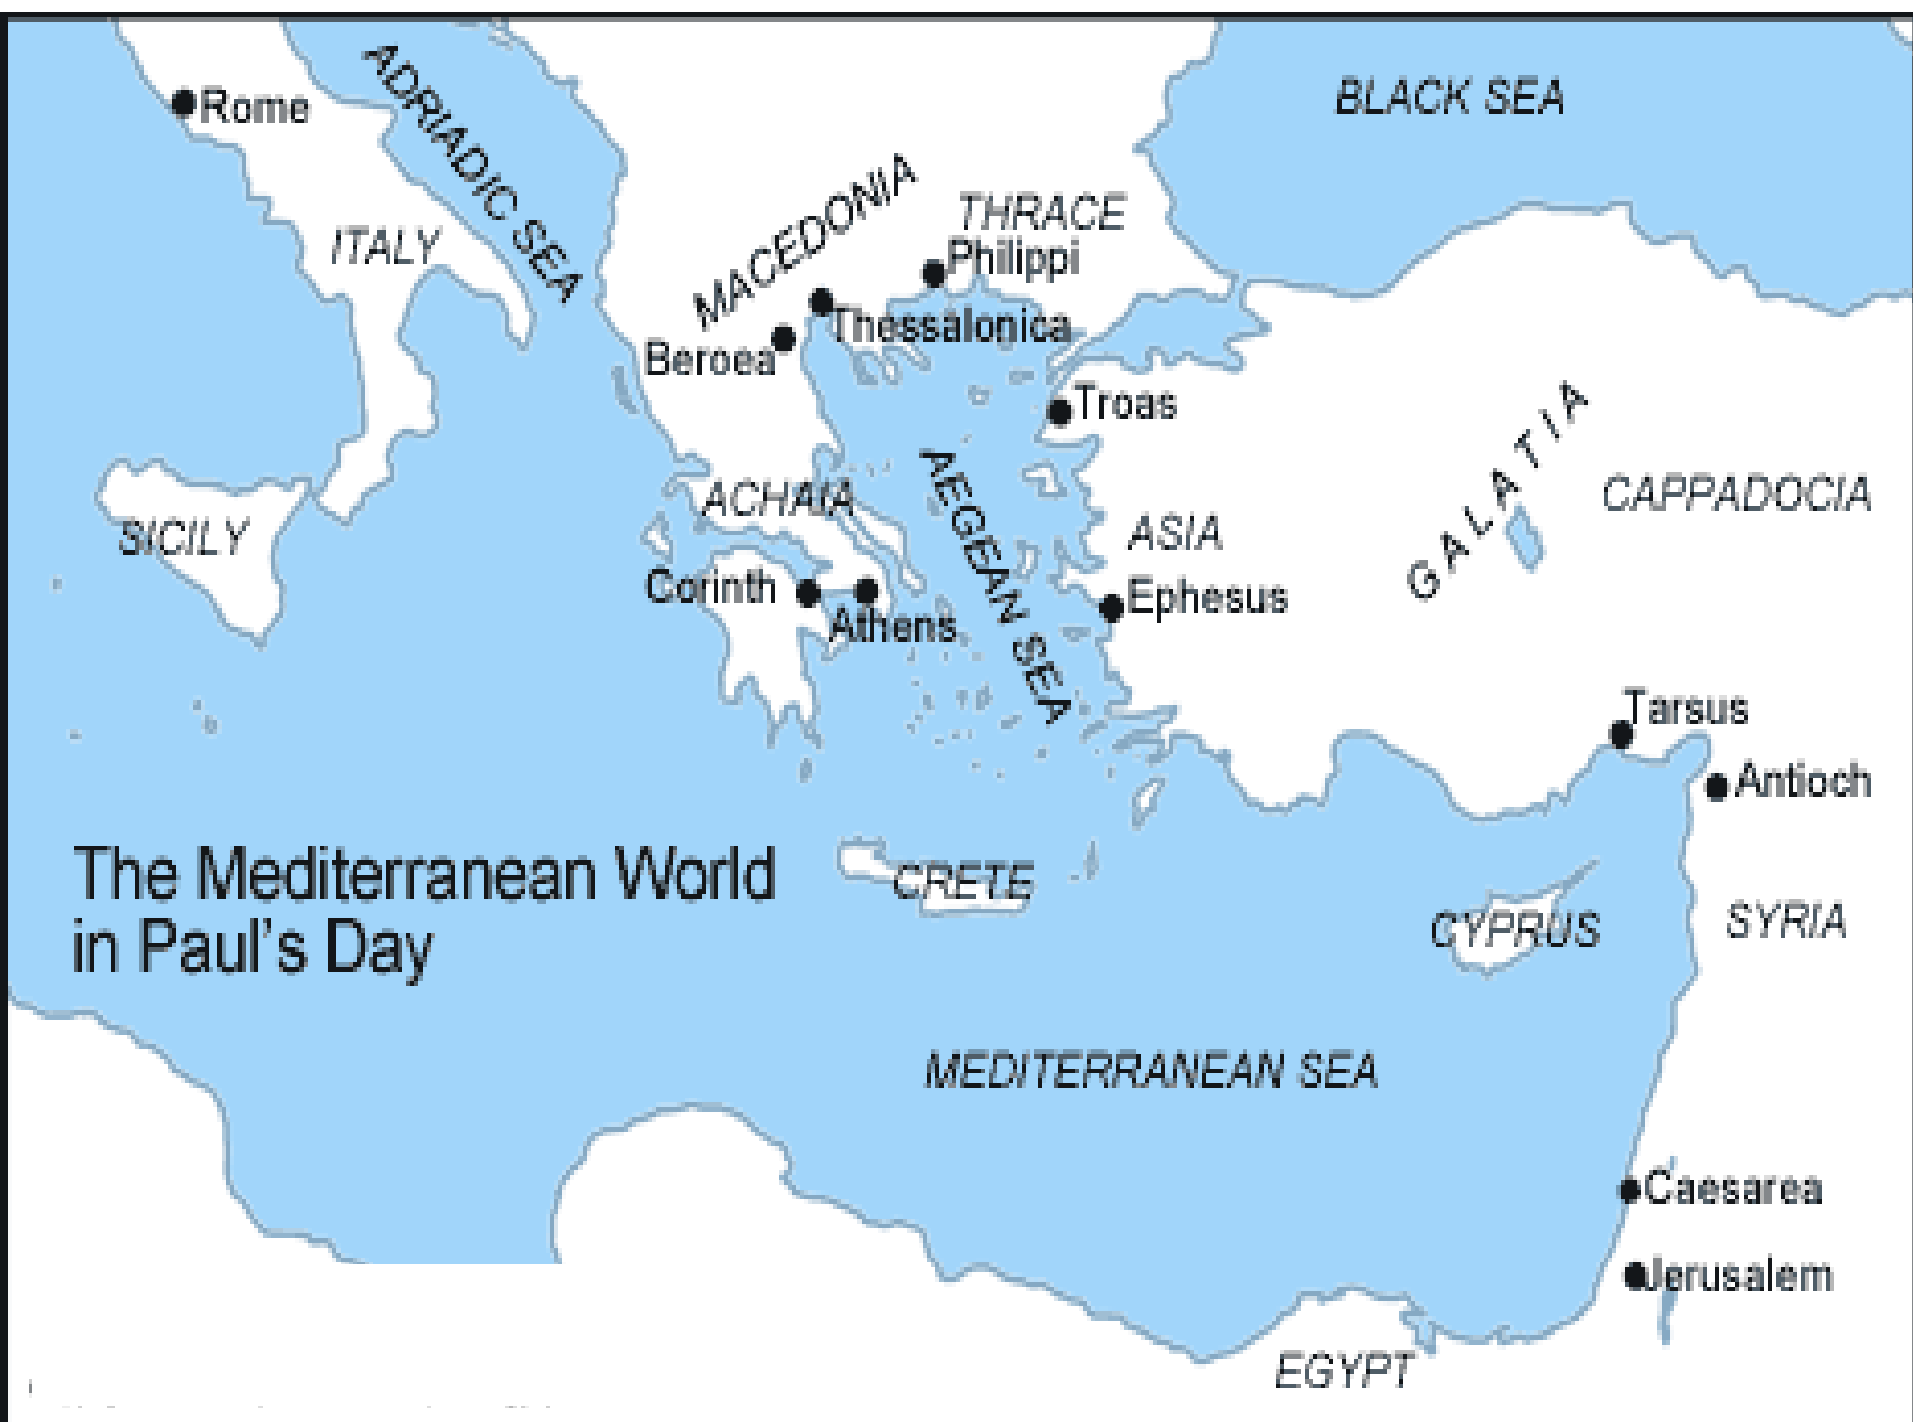 BLACK SEA
ADRIADIC SEA
Rome
MACEDONIA
THRACE
ITALY
Philippi
Thessalonica
Beroea
Troas
GALATIA
AEGEAN SEA
CAPPADOCIA
ACHAIA
SICILY
ASIA
Corinth
Ephesus
Athens
Tarsus
Antioch
The Mediterranean World
in Paul's Day
CRETE
CYPRUS
SYRIA
MEDITERRANEAN SEA
Caesarea
Jerusalem
EGYPT